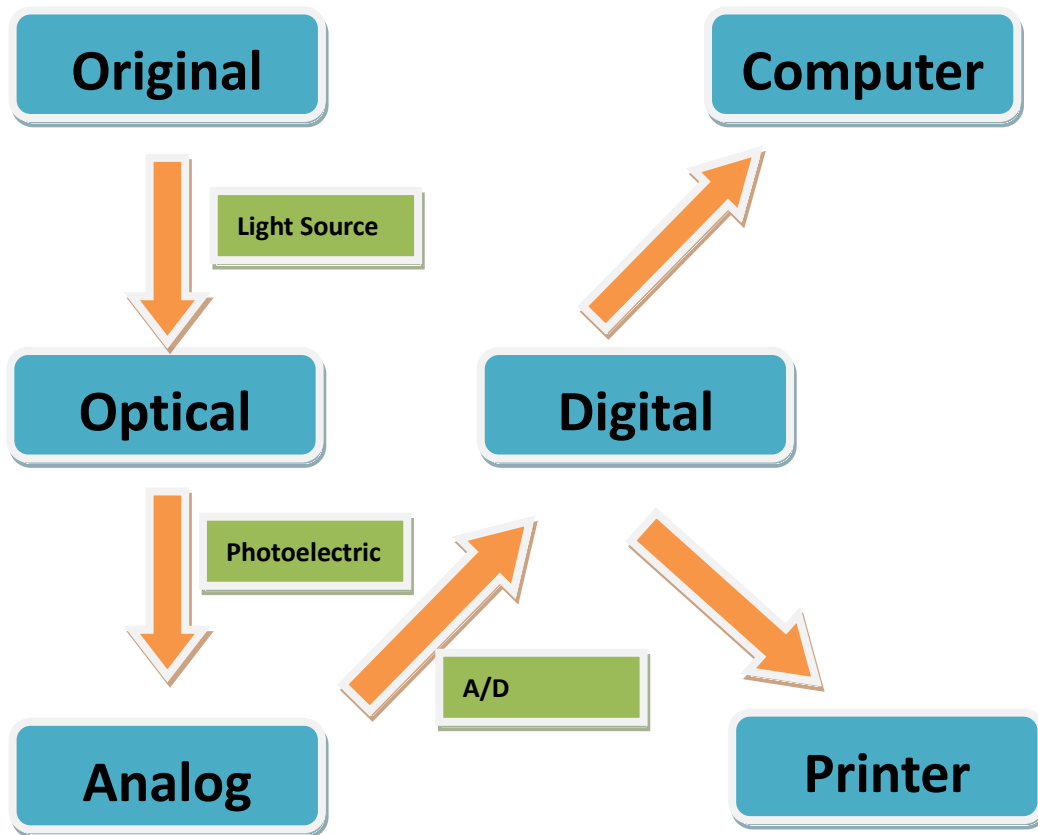 Original
Computer
Light Source
Optical
Digital
Photoelectric
A/D
Analog
Printer